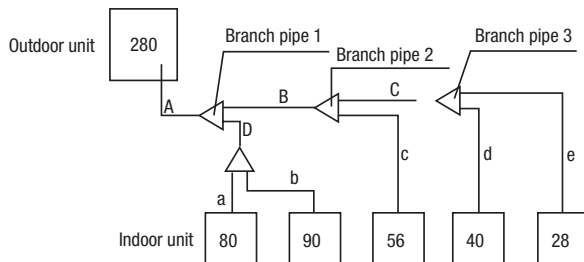 Outdoor unit
280
Branch pipe 1
Branch pipe 2
Branch pipe 3
A
B
C
D
a
b
c
d
e
Indoor unit
80
90
56
40
28